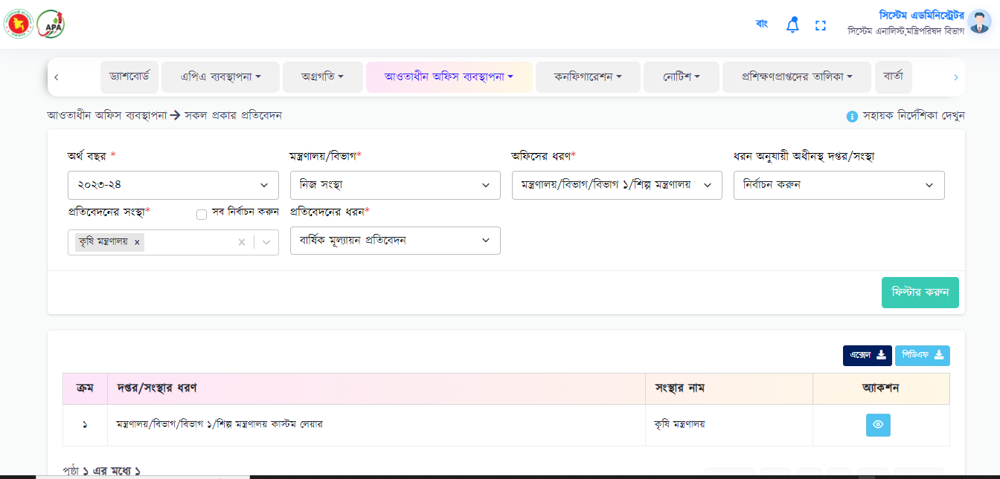 APA
বাং
সিস্টেম এডমিনিস্ট্রেটর
সিস্টেম এনালিস্ট,মন্ত্রিপরিষদ বিভাগ
ড্যাশবোর্ড এপিএ ব্যবস্থাপনা অগ্রগতি আওতাধীন অফিস ব্যবস্থাপনা কনফিগারেশন নোটিশ প্রশিক্ষণপ্রাপ্তদের তালিকা বার্তা
আওতাধীন অফিস ব্যবস্থাপনা → সকল প্রকার প্রতিবেদন সহায়ক নির্দেশিকা দেখুন
অর্থ বছর * মন্ত্রণালয়/বিভাগ* অফিসের ধরণ* ধরন অনুযায়ী অধীনস্থ দপ্তর/সংস্থা
২০২৩-২৪ নিজ সংস্থা মন্ত্রণালয়/বিভাগ/বিভাগ ১/শিল্প মন্ত্রণালয় নির্বাচন করুন
প্রতিবেদনের সংস্থা* সব নির্বাচন করুন প্রতিবেদনের ধরন*
কৃষি মন্ত্রণালয় × বার্ষিক মূল্যায়ন প্রতিবেদন
ফিল্টার করুন
এক্সেল পিডিএফ
ক্রম দপ্তর/সংস্থার ধরণ সংস্থার নাম অ্যাকশন
১ মন্ত্রণালয়/বিভাগ/বিভাগ ১/শিল্প মন্ত্রণালয় কাস্টম লেয়ার কৃষি মন্ত্রণালয়
পৃষ্ঠা ১ এর মধ্যে ১